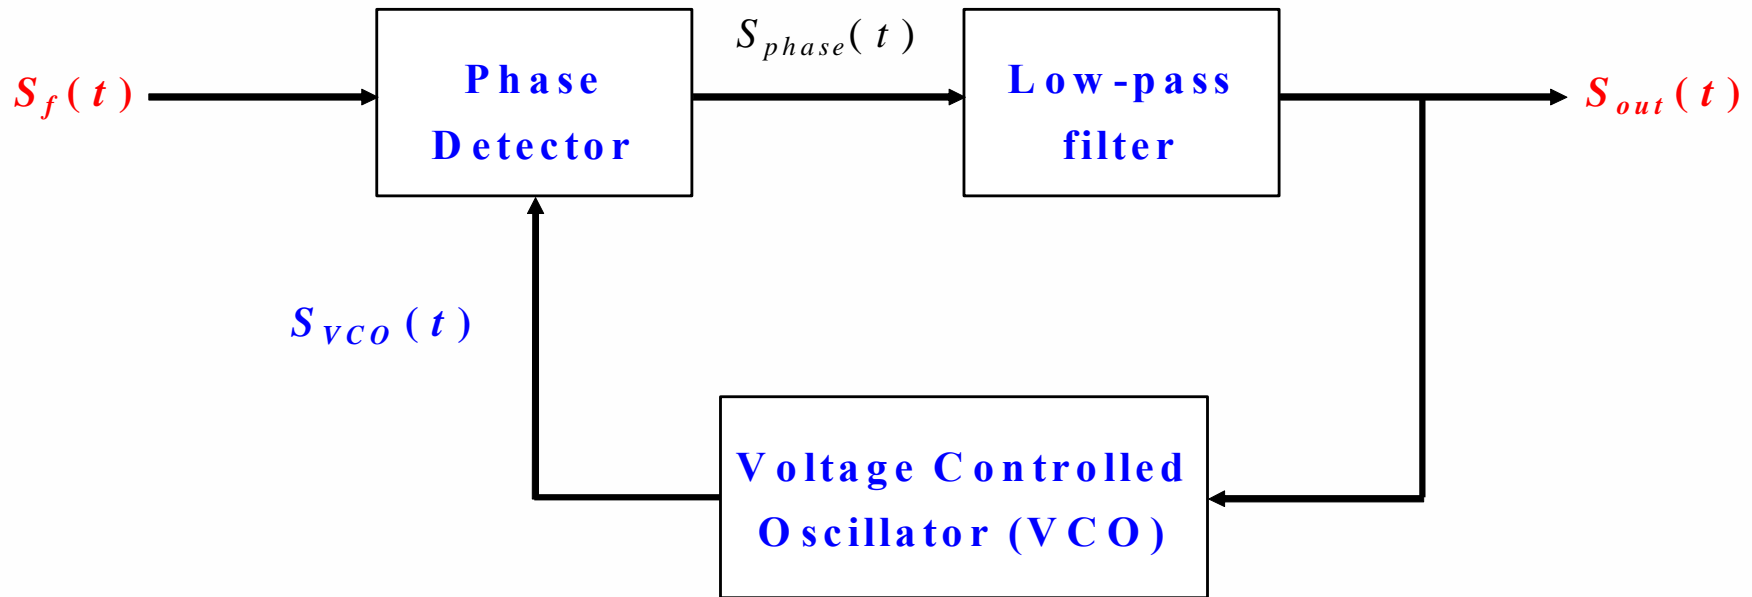 S_f(t)
Phase
Detector
S_phase(t)
Low-pass
filter
S_out(t)
S_VCO(t)
Voltage Controlled
Oscillator (VCO)